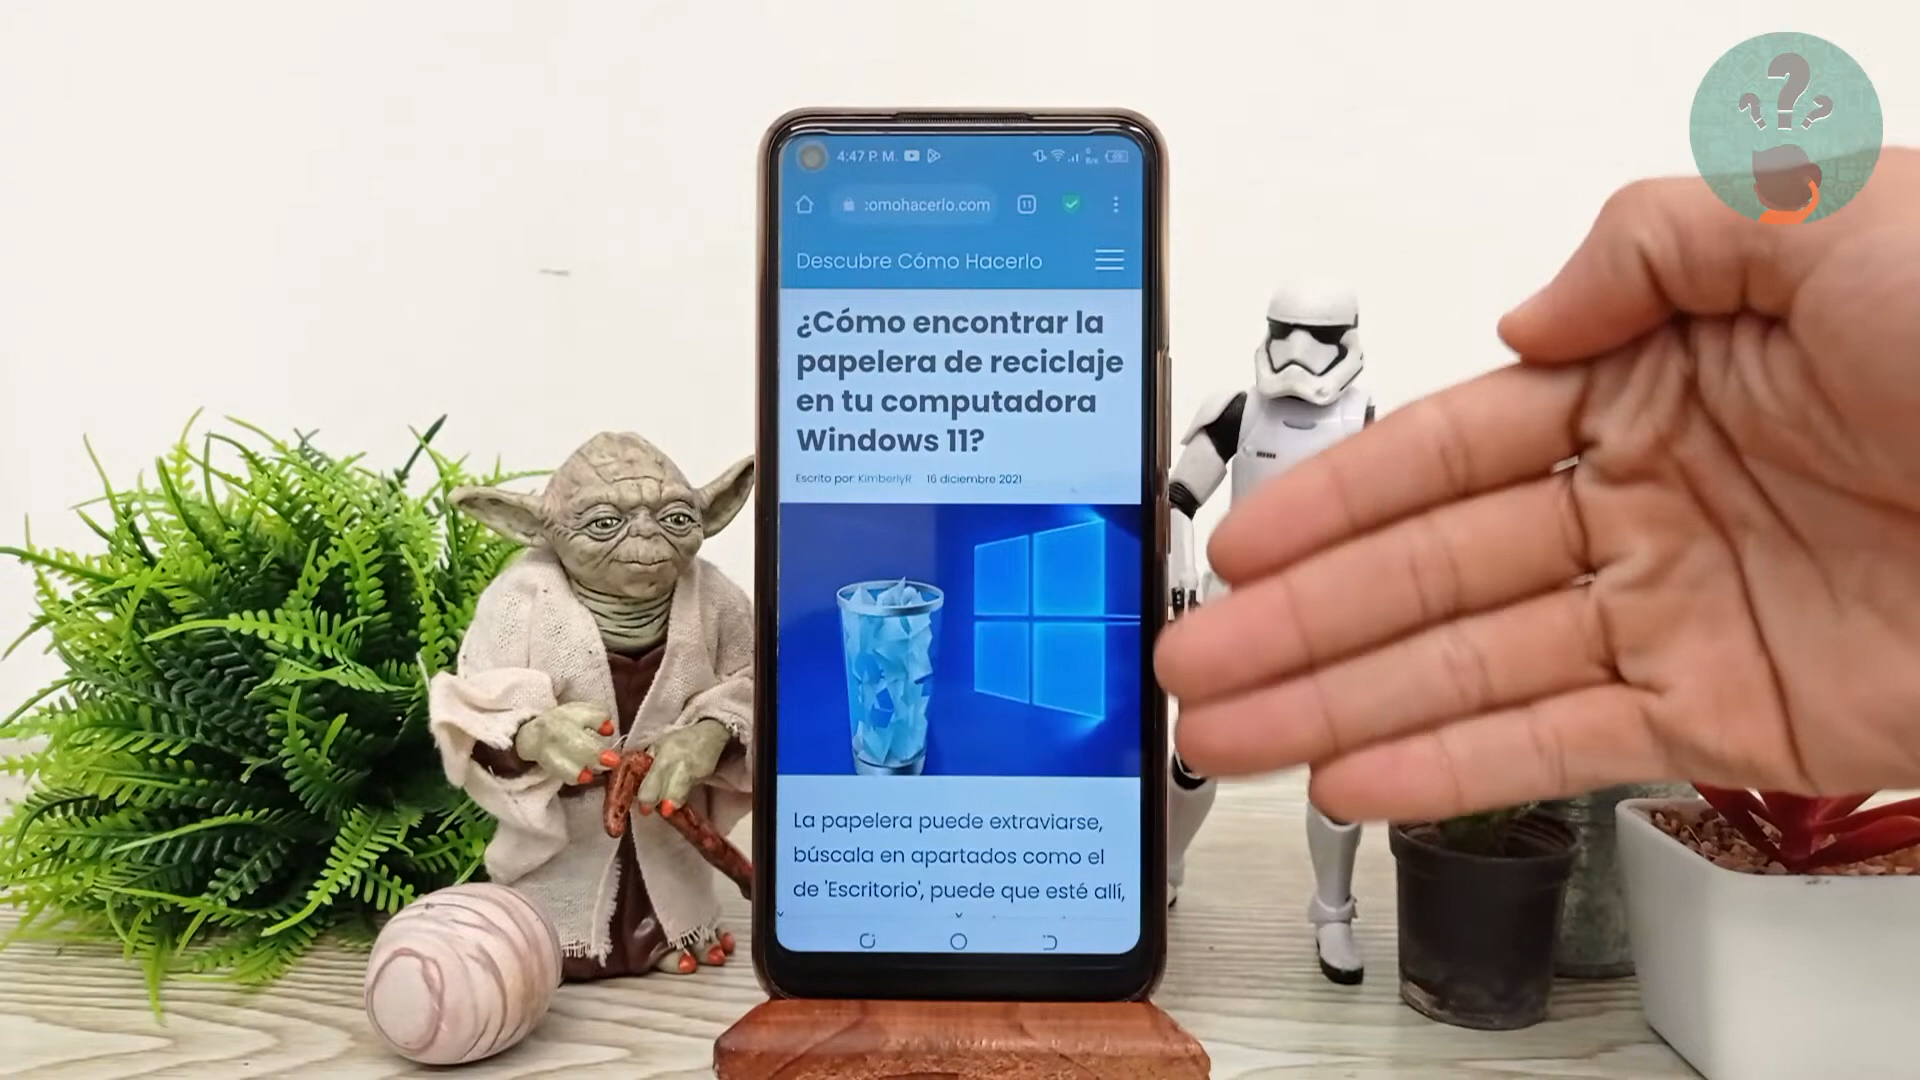 4:47 P. M.
:omohacerlo.com
11
Descubre Cómo Hacerlo
¿Cómo encontrar la
papelera de reciclaje
en tu computadora
Windows 11?
Escrito por: KimberlyR 16 diciembre 2021
La papelera puede extraviarse,
búscala en apartados como el
de 'Escritorio', puede que esté allí,